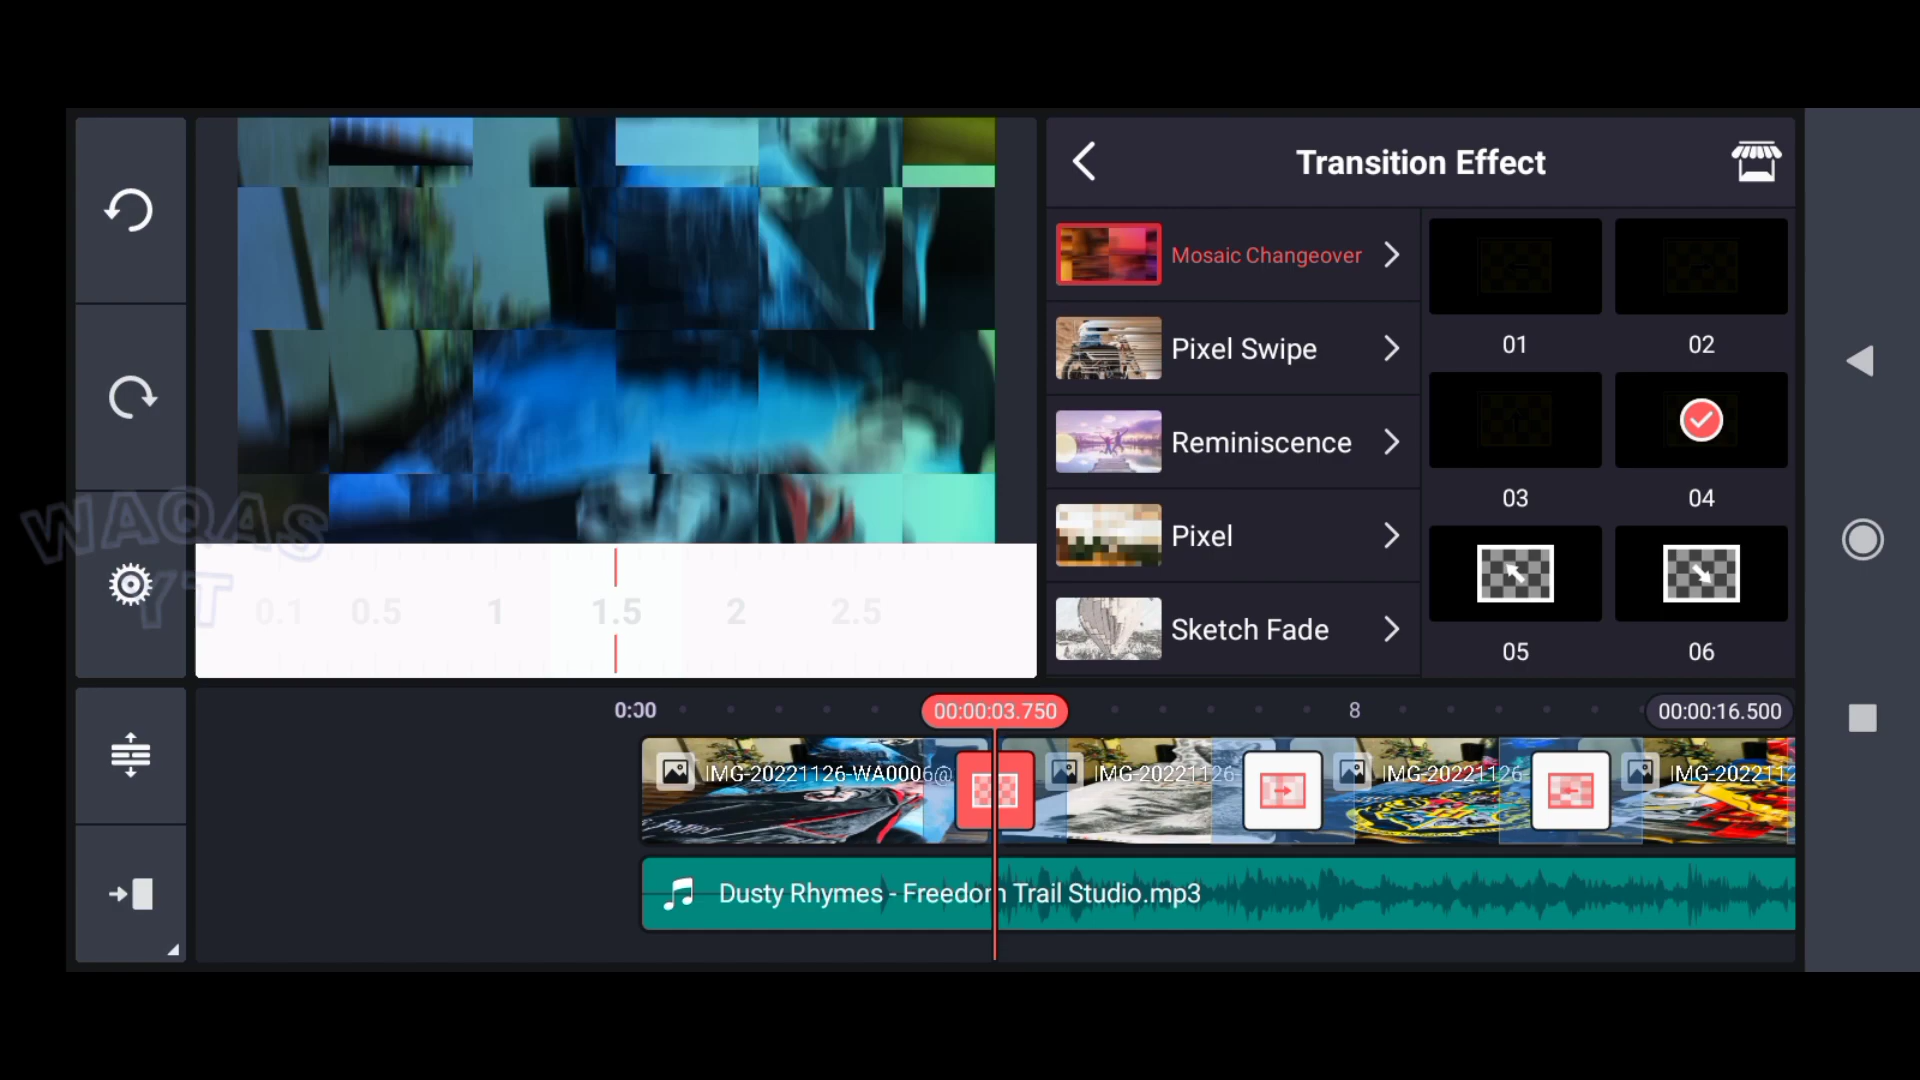 Transition Effect
Mosaic Changeover
01
02
Pixel Swipe
Reminiscence
03
04
Pixel
Sketch Fade
05
06
WAQAS
YT
0.1
0.5
1
1.5
2
2.5
0:00
00:00:03.750
8
00:00:16.500
IMG-20221126-WA0006@
IMG-20221126-
IMG-20221126-
IMG-2022112
Dusty Rhymes - Freedom Trail Studio.mp3